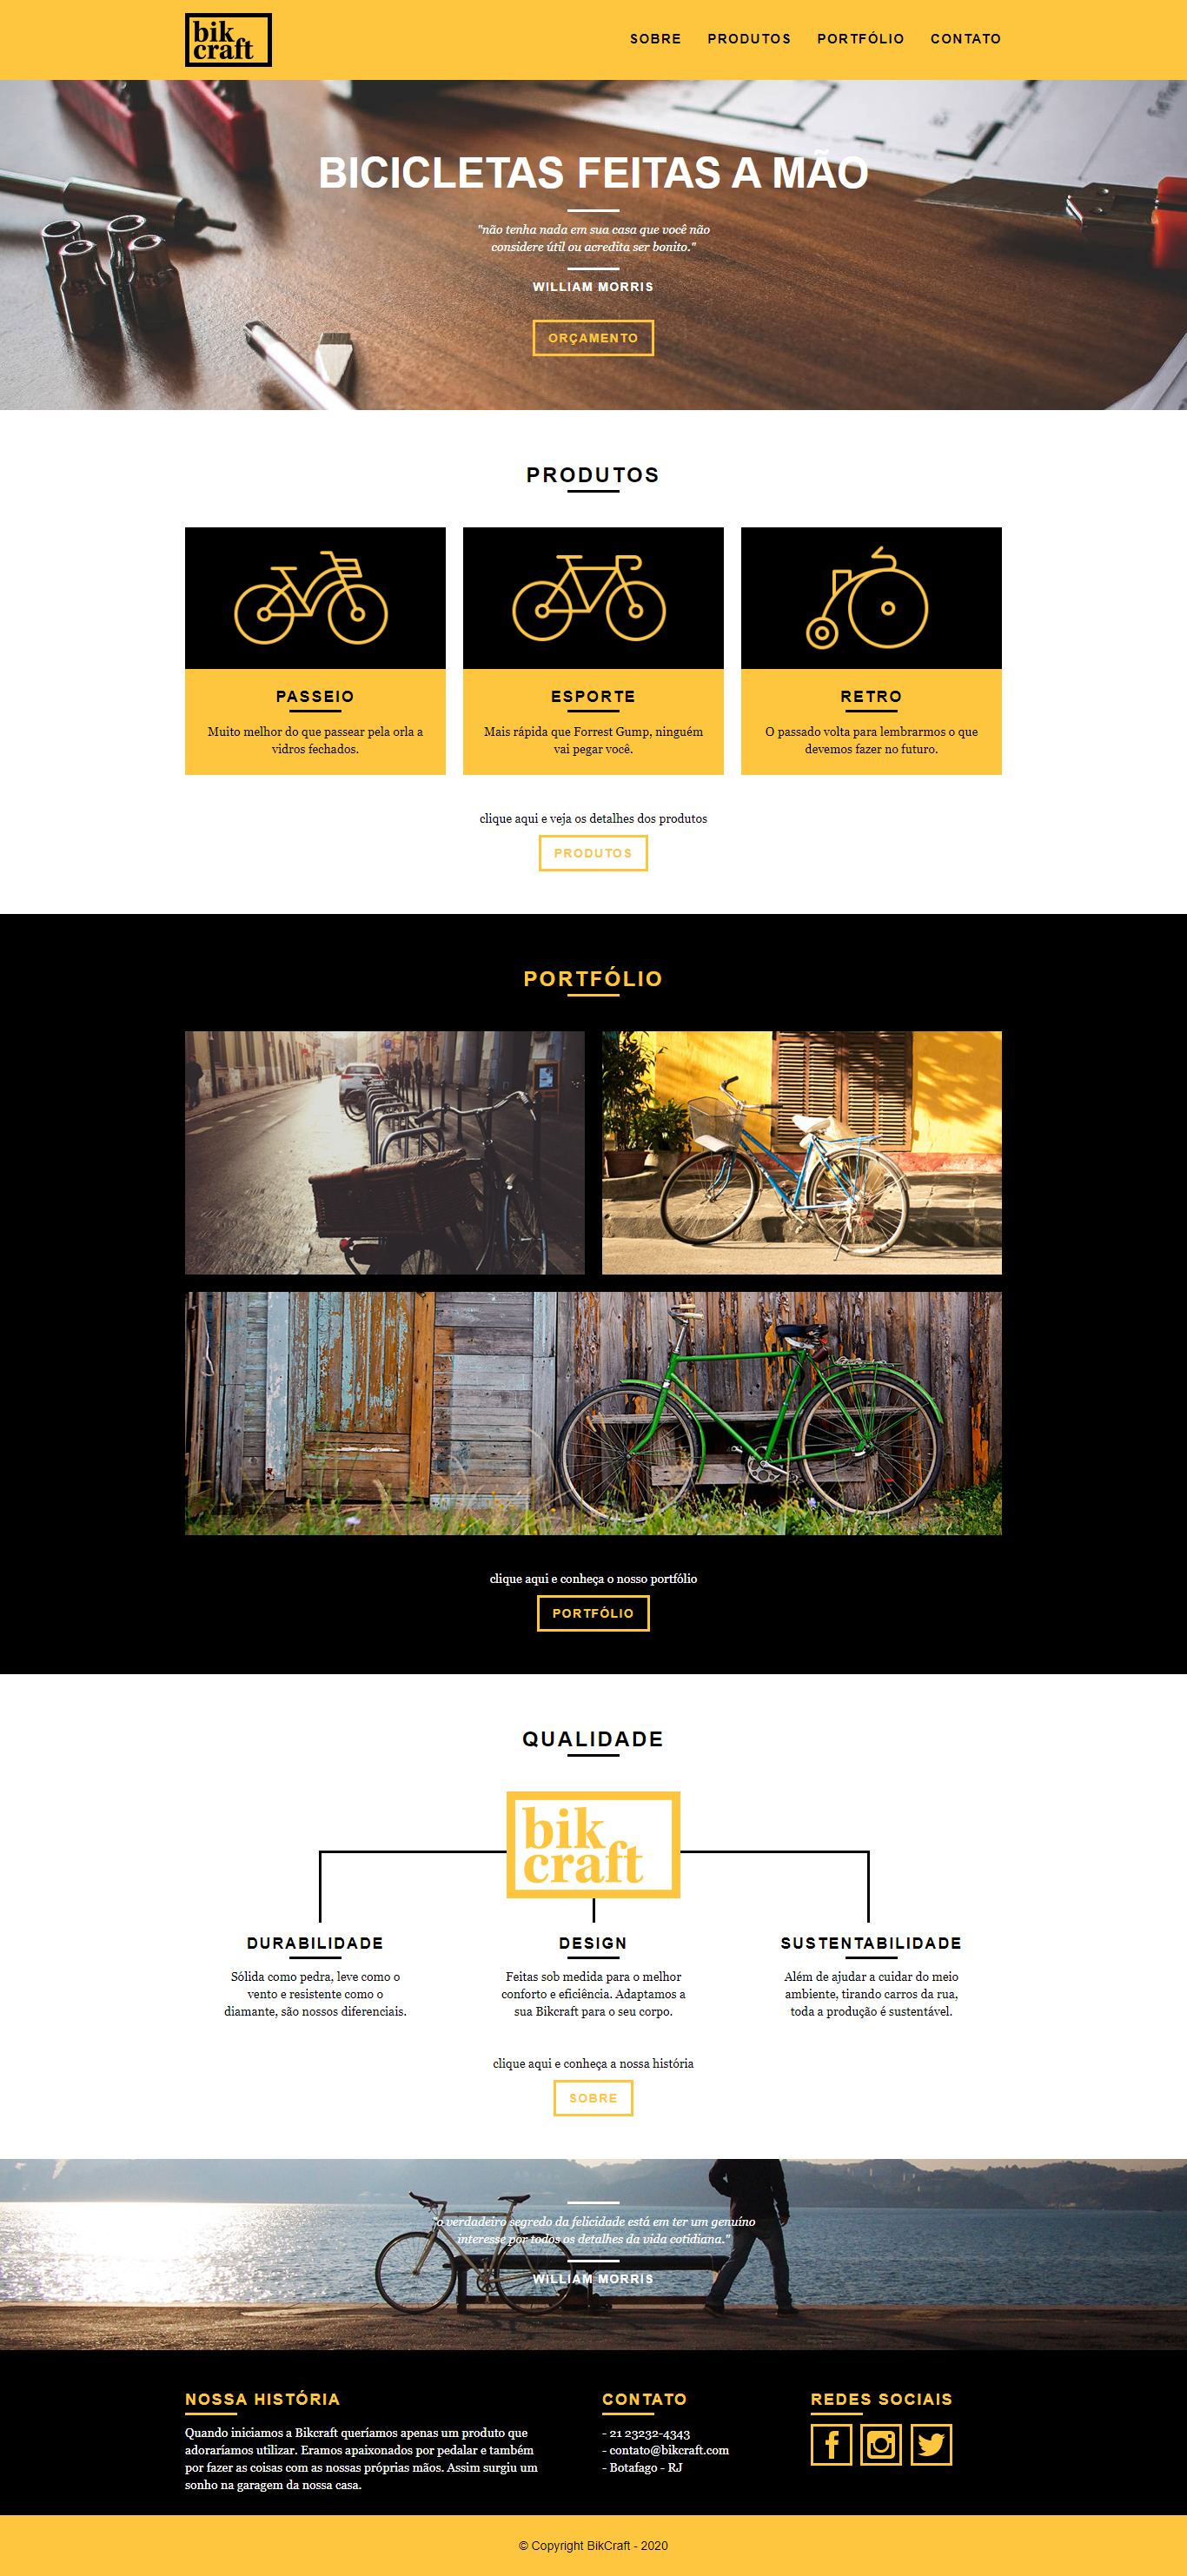 bik
craft
SOBRE PRODUTOS PORTFÓLIO CONTATO
BICICLETAS FEITAS A MÃO
"não tenha nada em sua casa que você não
considere útil ou acredita ser bonito."
WILLIAM MORRIS
ORÇAMENTO
PRODUTOS
PASSEIO
Muito melhor do que passear pela orla a
vidros fechados.
ESPORTE
Mais rápida que Forrest Gump, ninguém
vai pegar você.
RETRO
O passado volta para lembrarmos o que
devemos fazer no futuro.
clique aqui e veja os detalhes dos produtos
PRODUTOS
PORTFÓLIO
clique aqui e conheça o nosso portfólio
PORTFÓLIO
QUALIDADE
bik
craft
DURABILIDADE
Sólida como pedra, leve como o
vento e resistente como o
diamante, são nossos diferenciais.
DESIGN
Feitas sob medida para o melhor
conforto e eficiência. Adaptamos a
sua Bikcraft para o seu corpo.
SUSTENTABILIDADE
Além de ajudar a cuidar do meio
ambiente, tirando carros da rua,
toda a produção é sustentável.
clique aqui e conheça a nossa história
SOBRE
"o verdadeiro segredo da felicidade está em ter um genuíno
interesse por todos os detalhes da vida cotidiana."
WILLIAM MORRIS
NOSSA HISTÓRIA
Quando iniciamos a Bikcraft queríamos apenas um produto que
adoraríamos utilizar. Eramos apaixonados por pedalar e também
por fazer as coisas com as nossas próprias mãos. Assim surgiu um
sonho na garagem da nossa casa.
CONTATO
- 21 23232-4343
- contato@bikcraft.com
- Botafago - RJ
REDES SOCIAIS
© Copyright BikCraft - 2020